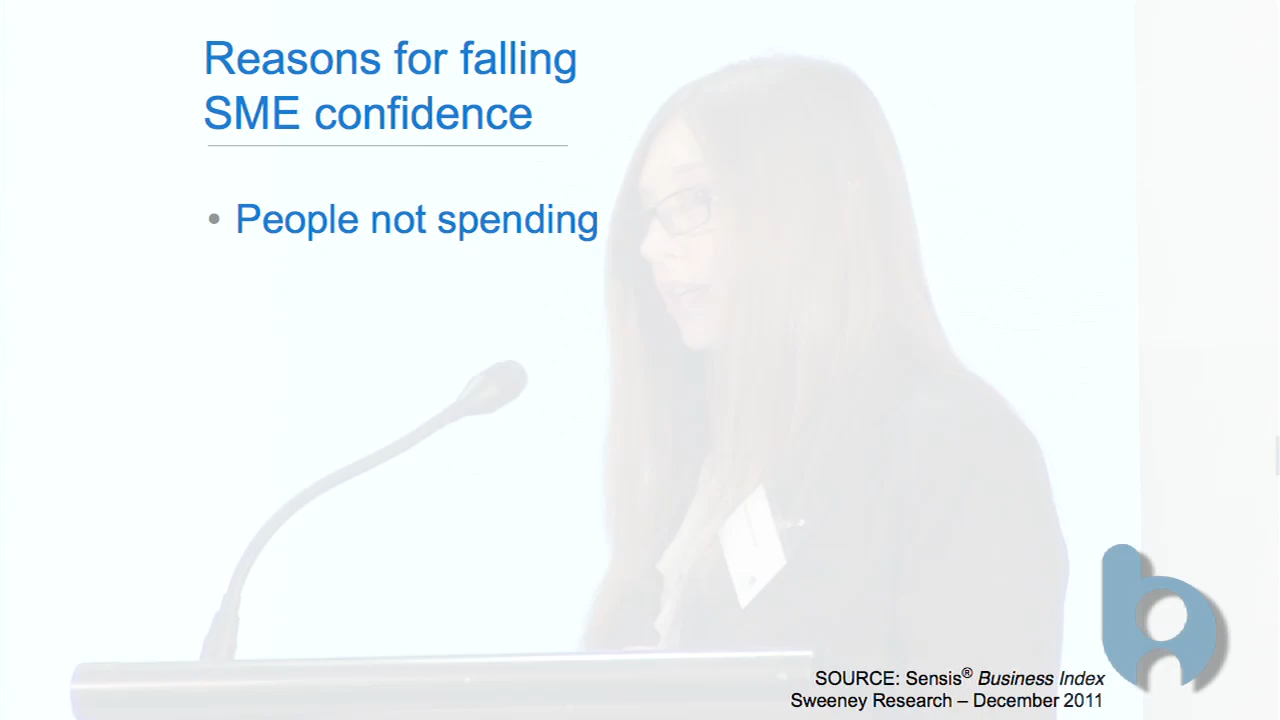 Reasons for falling
SME confidence
• People not spending
SOURCE: Sensis® Business Index
Sweeney Research – December 2011